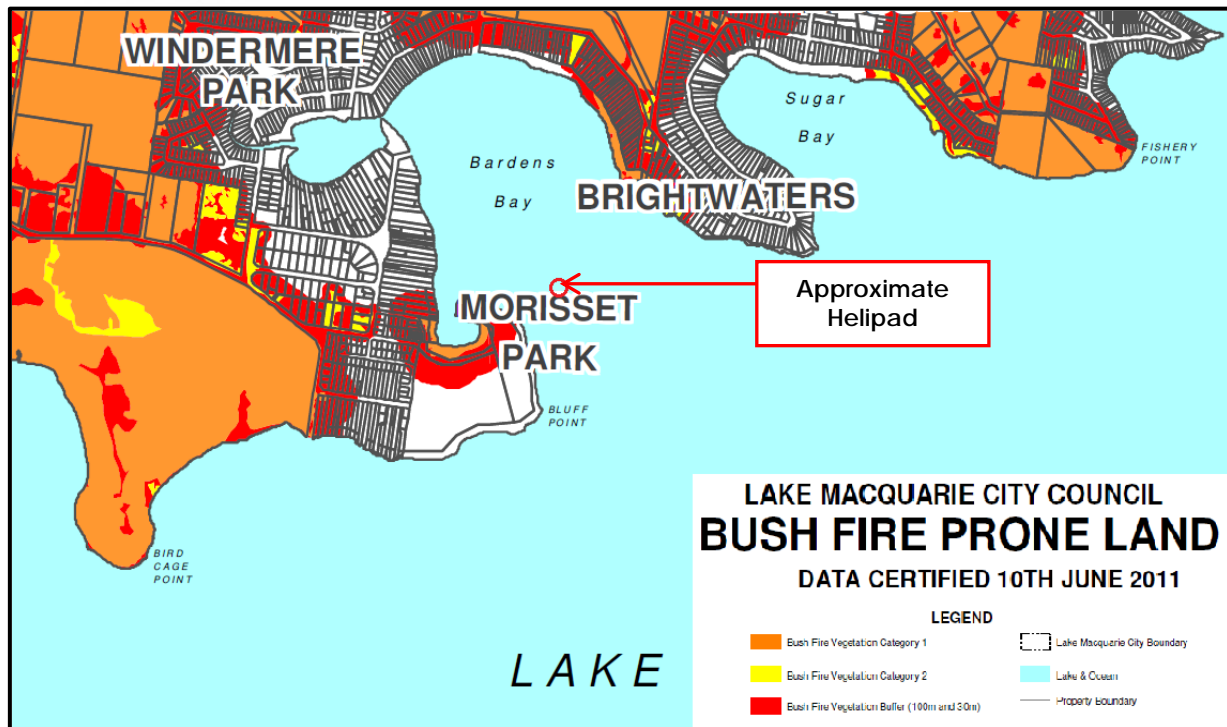 WINDERMERE
PARK
Sugar
Bay
FISHERY
POINT
Bardens
Bay
BRIGHTWATERS
Approximate
Helipad
MORISSET
PARK
BLUFF
POINT
BIRD
CAGE
POINT
LAKE
LAKE MACQUARIE CITY COUNCIL
BUSH FIRE PRONE LAND
DATA CERTIFIED 10TH JUNE 2011
LEGEND
Bush Fire Vegetation Category 1
Bush Fire Vegetation Category 2
Bush Fire Vegetation Buffer (100m and 30m)
Lake Macquarie City Boundary
Lake & Ocean
Property Boundary